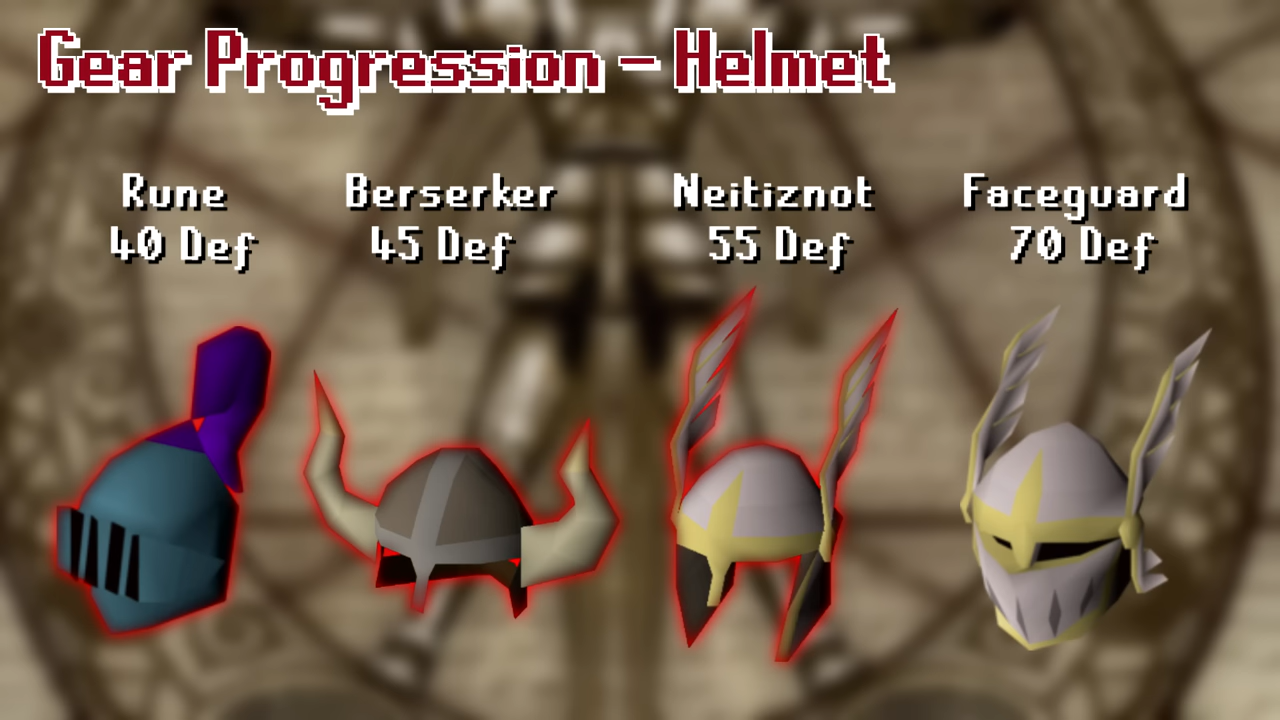 Gear Progression - Helmet
Rune
40 Def
Berserker
45 Def
Neitiznot
55 Def
Faceguard
70 Def